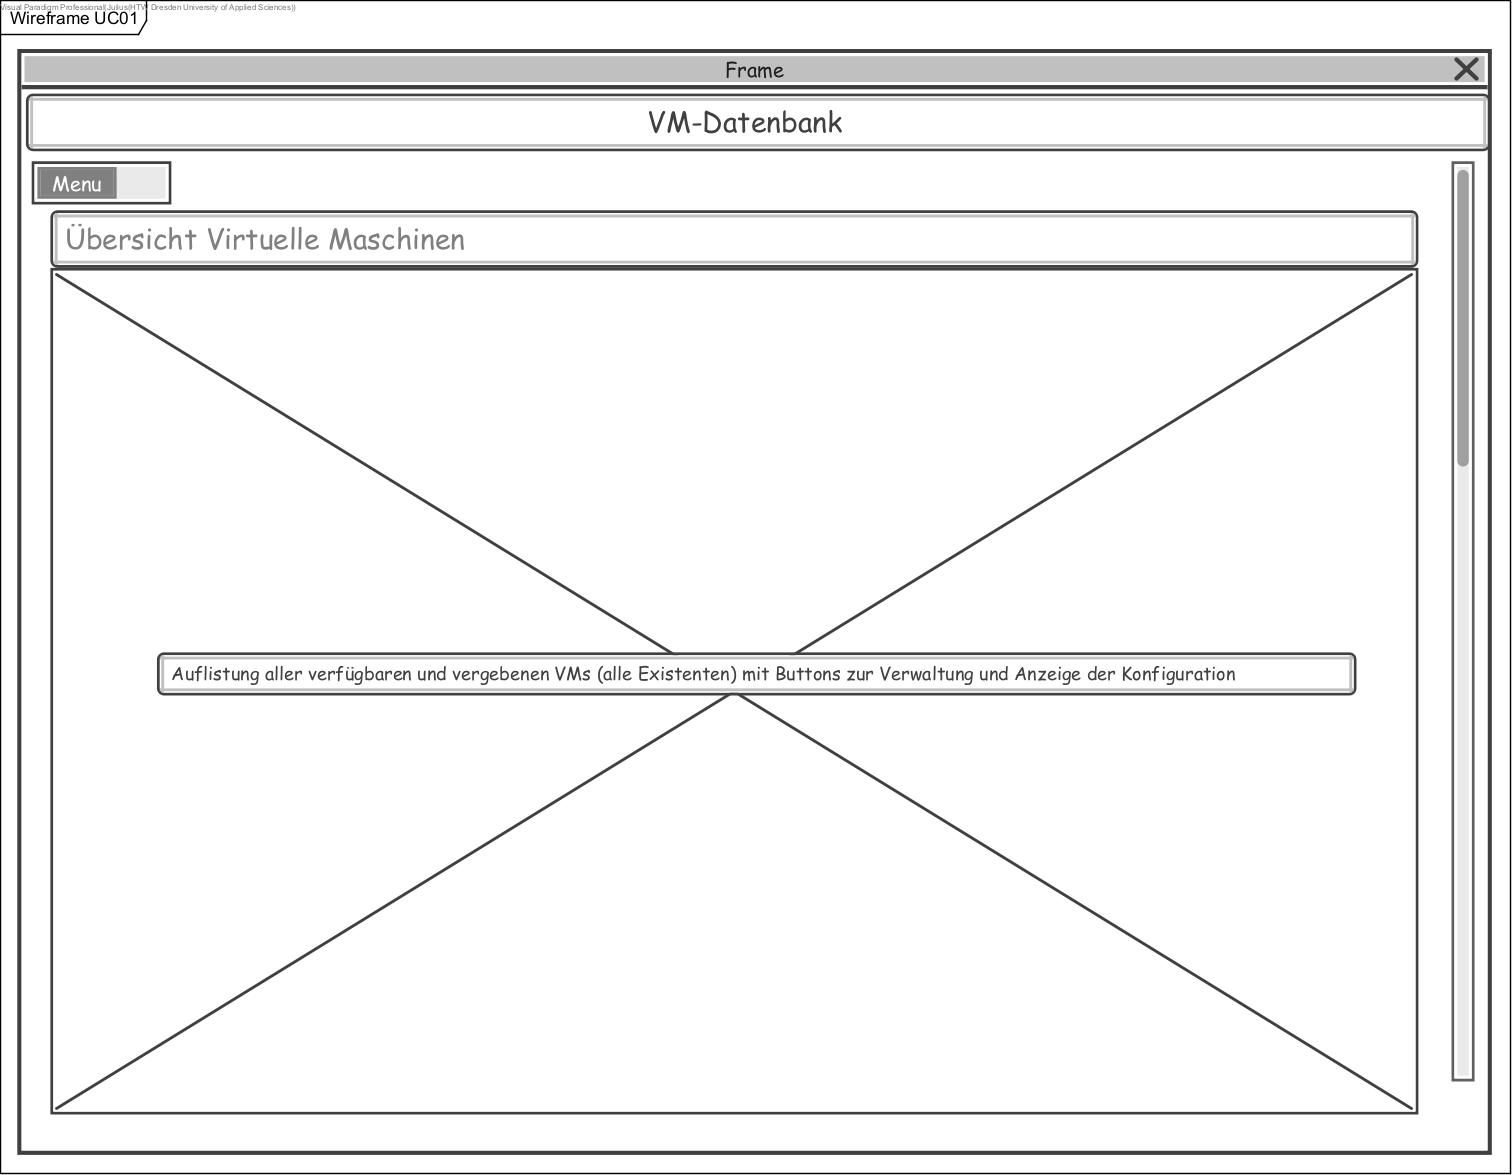 Visual Paradigm Professional(Julius(HTW Dresden University of Applied Sciences))
Wireframe UC01
Frame
VM-Datenbank
Menu
Übersicht Virtuelle Maschinen
Auflistung aller verfügbaren und vergebenen VMs (alle Existenten) mit Buttons zur Verwaltung und Anzeige der Konfiguration